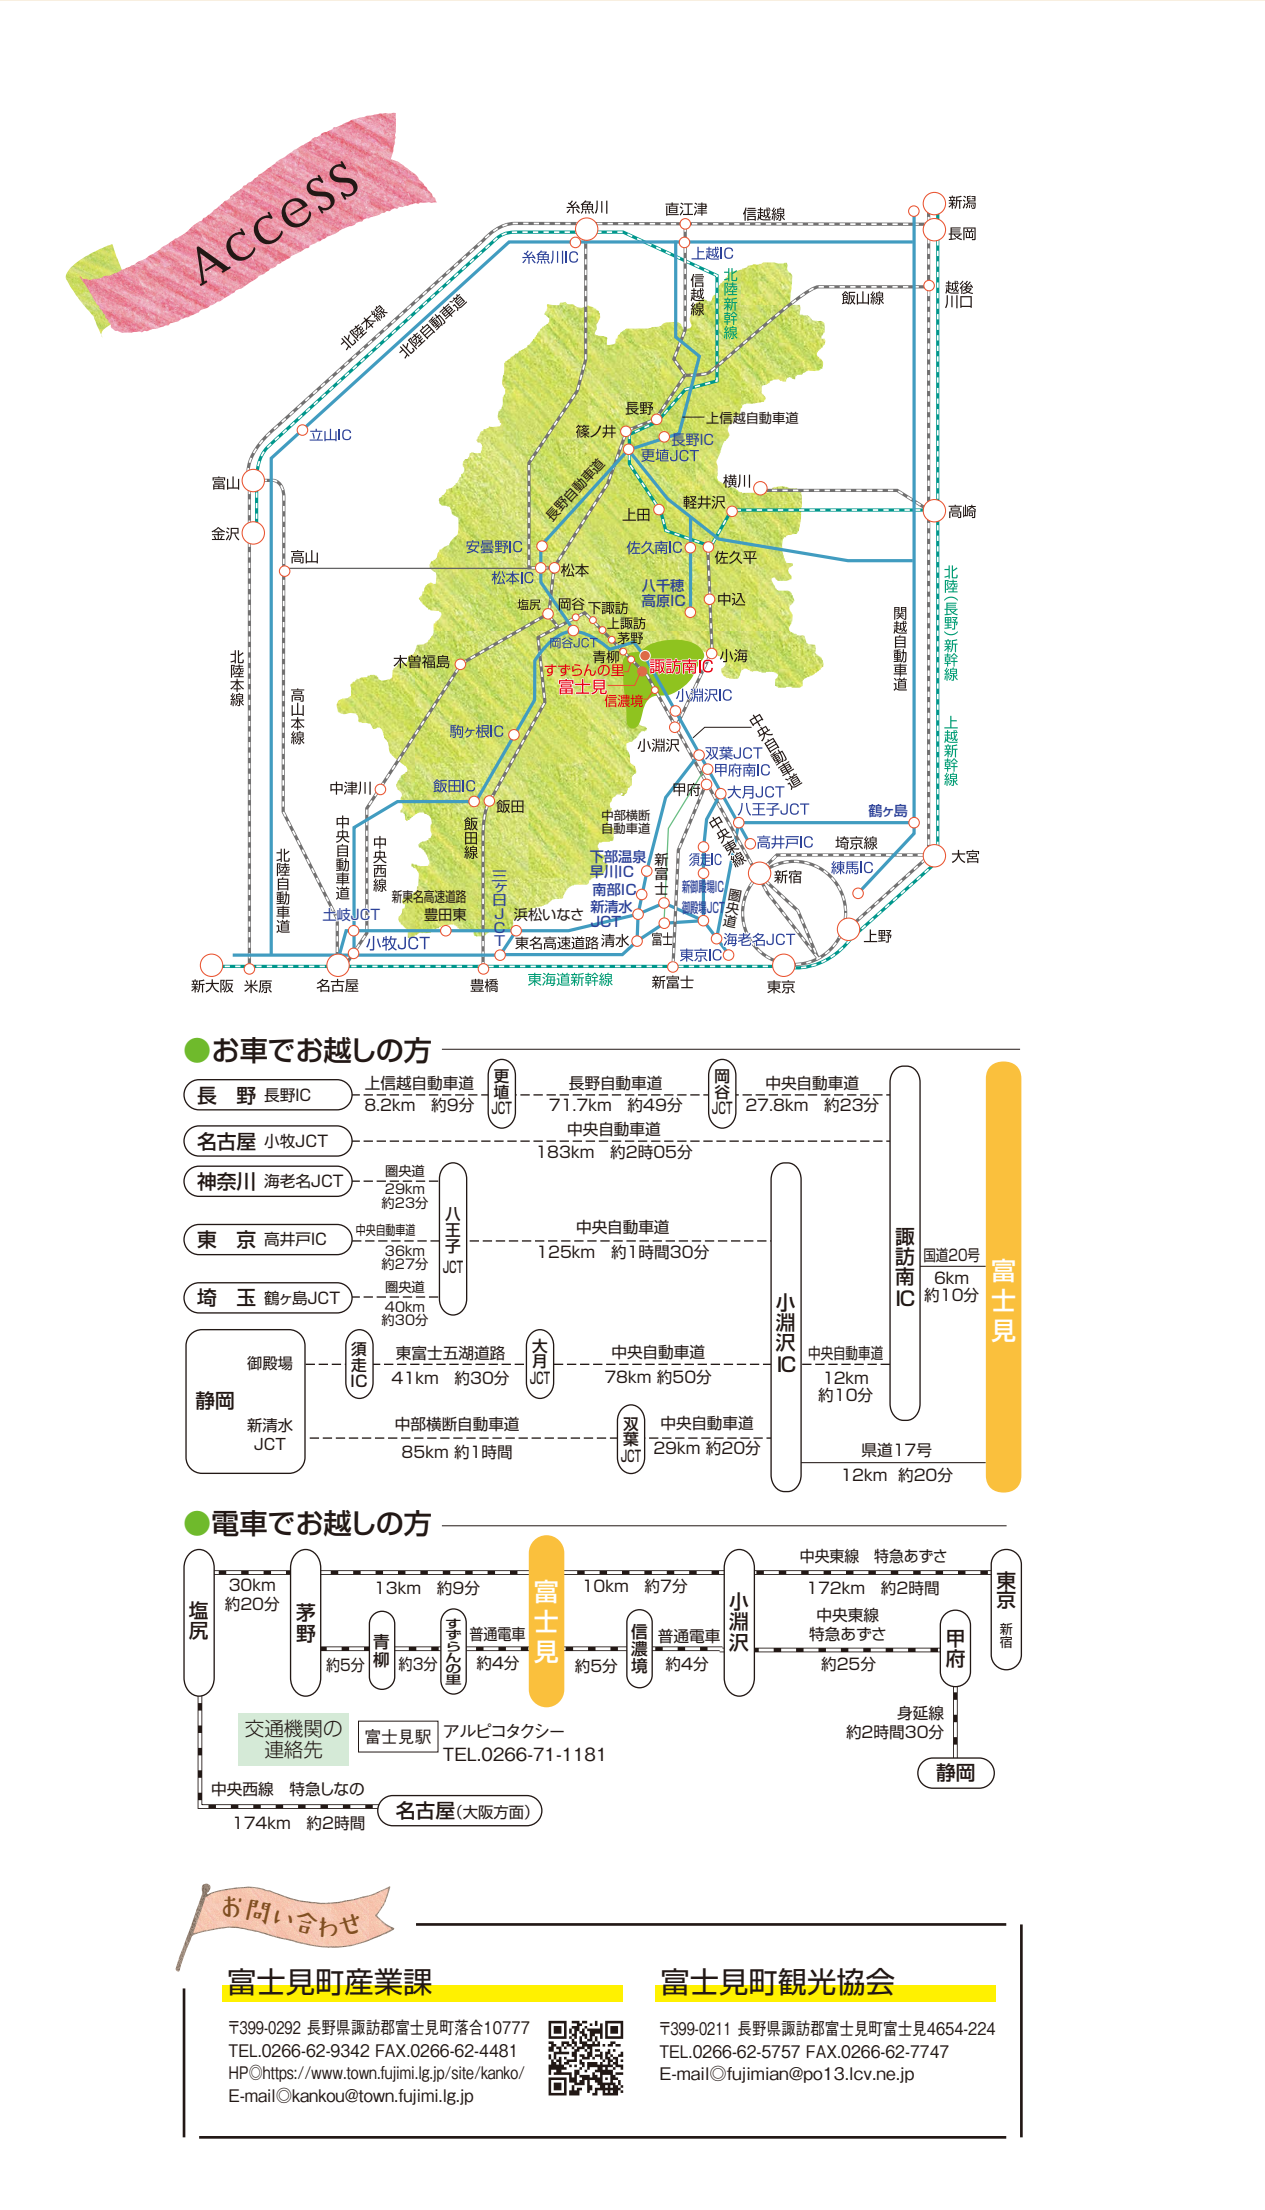 Access
糸魚川
直江津
信越線
新潟
長岡
糸魚川IC
上越IC
信越線
北陸新幹線
飯山線
越後
川口
北陸本線
北陸自動車道
長野
上信越自動車道
篠ノ井
長野IC
更埴JCT
立山IC
富山
金沢
長野自動車道
横川
軽井沢
高崎
上田
安曇野IC
佐久南IC
佐久平
高山
松本IC
松本
八千穂
高原IC
中込
塩尻
岡谷
下諏訪
上諏訪
岡谷JCT
茅野
青柳
諏訪南IC
小海
すずらんの里
富士見
信濃境
木曽福島
小淵沢IC
小淵沢
北陸本線
高山本線
関越自動車道
北陸(長野)新幹線
上越新幹線
駒ヶ根IC
中央自動車道
双葉JCT
甲府南IC
甲府
大月JCT
八王子JCT
鶴ヶ島
中津川
飯田IC
飯田
中部横断
自動車道
中央東線
高井戸IC
埼京線
大宮
練馬IC
中央自動車道
中央西線
飯田線
北陸自動車道
下部温泉
早川IC
新富士
須走IC
新御殿場IC
新宿
南部IC
新清水
JCT
御殿場JCT
圏央道
三ヶ日JCT
新東名高速道路
豊田東
浜松いなさ
土岐JCT
小牧JCT
東名高速道路
清水
富士
海老名JCT
東京IC
上野
新大阪
米原
名古屋
豊橋
東海道新幹線
新富士
東京
●お車でお越しの方
長 野 長野IC
上信越自動車道
8.2km 約9分
更埴JCT
長野自動車道
71.7km 約49分
岡谷JCT
中央自動車道
27.8km 約23分
名古屋 小牧JCT
中央自動車道
183km 約2時05分
神奈川 海老名JCT
圏央道
29km
約23分
東 京 高井戸IC
中央自動車道
36km
約27分
八王子JCT
中央自動車道
125km 約1時間30分
埼 玉 鶴ヶ島JCT
圏央道
40km
約30分
静岡
御殿場
須走IC
東富士五湖道路
41km 約30分
大月JCT
中央自動車道
78km 約50分
新清水
JCT
中部横断自動車道
85km 約1時間
双葉JCT
中央自動車道
29km 約20分
小淵沢IC
中央自動車道
12km
約10分
諏訪南IC
国道20号
6km
約10分
県道17号
12km 約20分
富士見
●電車でお越しの方
塩尻
30km
約20分
茅野
13km 約9分
富士見
10km 約7分
小淵沢
中央東線 特急あずさ
172km 約2時間
東京
新宿
約5分
青柳
約3分
すずらんの里
普通電車
約4分
約5分
信濃境
普通電車
約4分
中央東線
特急あずさ
約25分
甲府
身延線
約2時間30分
静岡
交通機関の
連絡先
富士見駅
アルピコタクシー
TEL.0266-71-1181
中央西線 特急しなの
174km 約2時間
名古屋(大阪方面)
お問い合わせ
富士見町産業課
〒399-0292 長野県諏訪郡富士見町落合10777
TEL.0266-62-9342 FAX.0266-62-4481
HP◎https://www.town.fujimi.lg.jp/site/kanko/
E-mail◎kankou@town.fujimi.lg.jp
富士見町観光協会
〒399-0211 長野県諏訪郡富士見町富士見4654-224
TEL.0266-62-5757 FAX.0266-62-7747
E-mail◎fujimian@po13.lcv.ne.jp